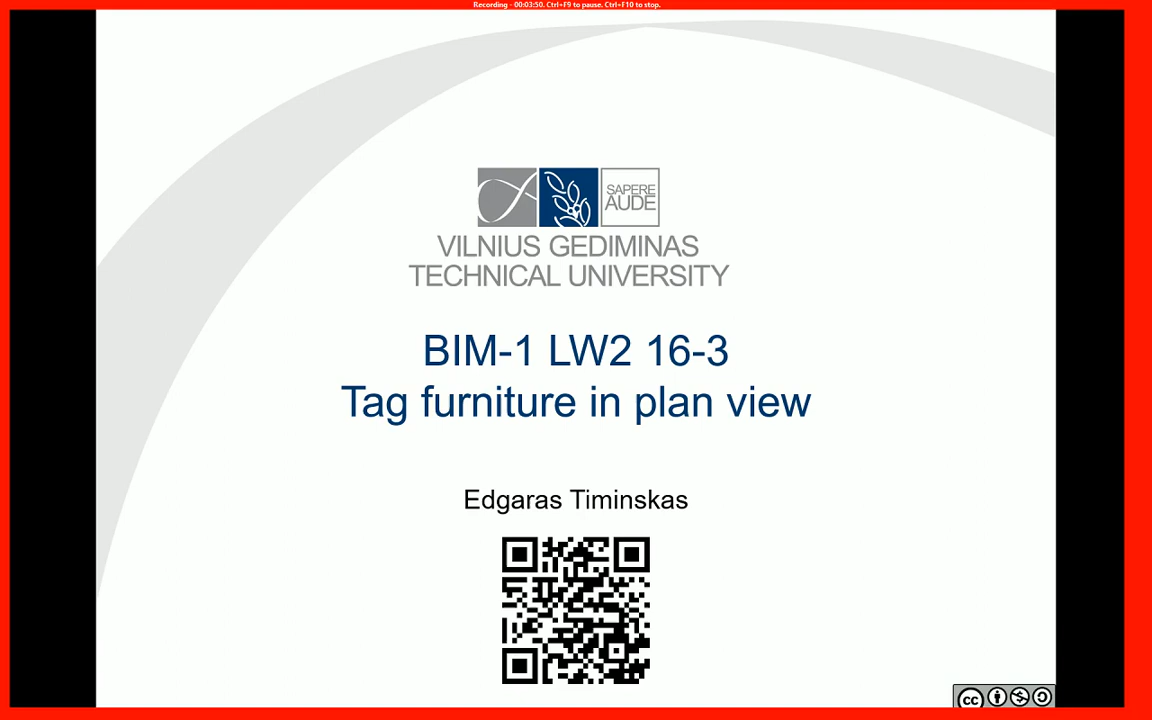 Recording - 00:03:50. Ctrl+F9 to pause. Ctrl+F10 to stop.
SAPERE
AUDE
VILNIUS GEDIMINAS
TECHNICAL UNIVERSITY
BIM-1 LW2 16-3
Tag furniture in plan view
Edgaras Timinskas
cc